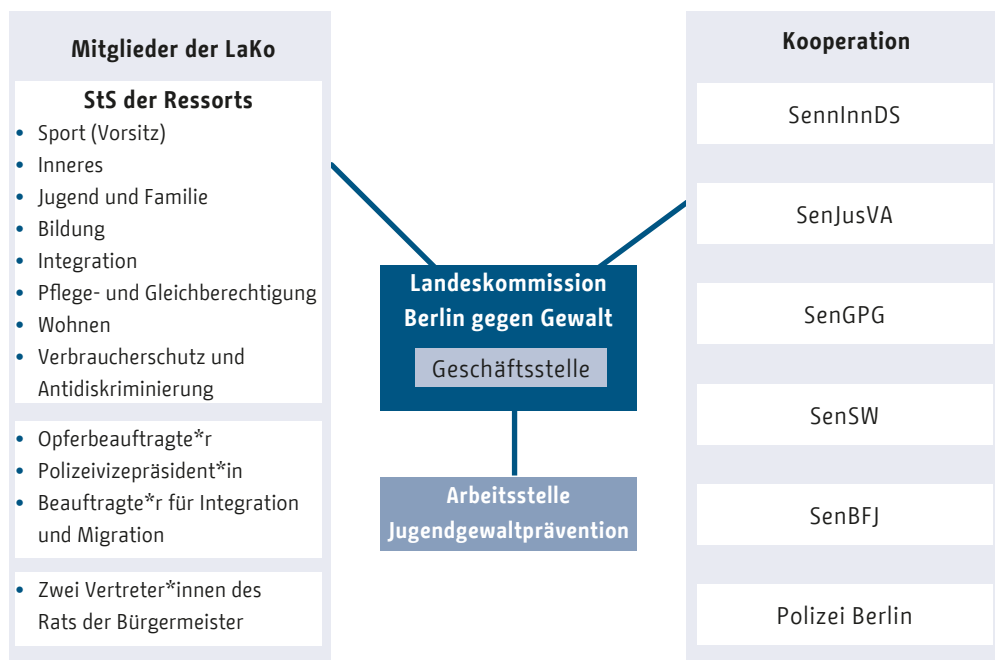 Mitglieder der LaKo
StS der Ressorts
• Sport (Vorsitz)
• Inneres
• Jugend und Familie
• Bildung
• Integration
• Pflege- und Gleichberechtigung
• Wohnen
• Verbraucherschutz und
Antidiskriminierung
• Opferbeauftragte*r
• Polizeivizepräsident*in
• Beauftragte*r für Integration
und Migration
• Zwei Vertreter*innen des
Rats der Bürgermeister
Landeskommission
Berlin gegen Gewalt
Geschäftsstelle
Arbeitsstelle
Jugendgewaltprävention
Kooperation
SennInnDS
SenJusVA
SenGPG
SenSW
SenBFJ
Polizei Berlin